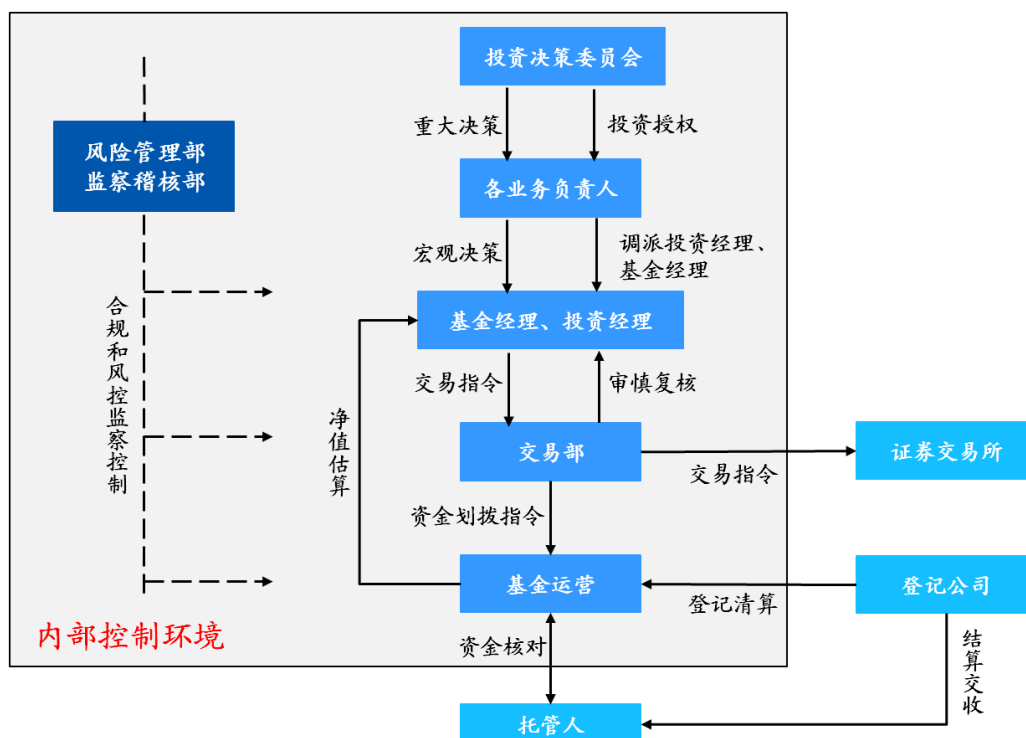 投资决策委员会
重大决策
投资授权
风险管理部
监察稽核部
各业务负责人
宏观决策
调派投资经理、
基金经理
合规和风控监察控制
基金经理、投资经理
交易指令
审慎复核
净值估算
交易部
证券交易所
交易指令
资金划拨指令
基金运营
登记公司
登记清算
内部控制环境
资金核对
结算交收
托管人